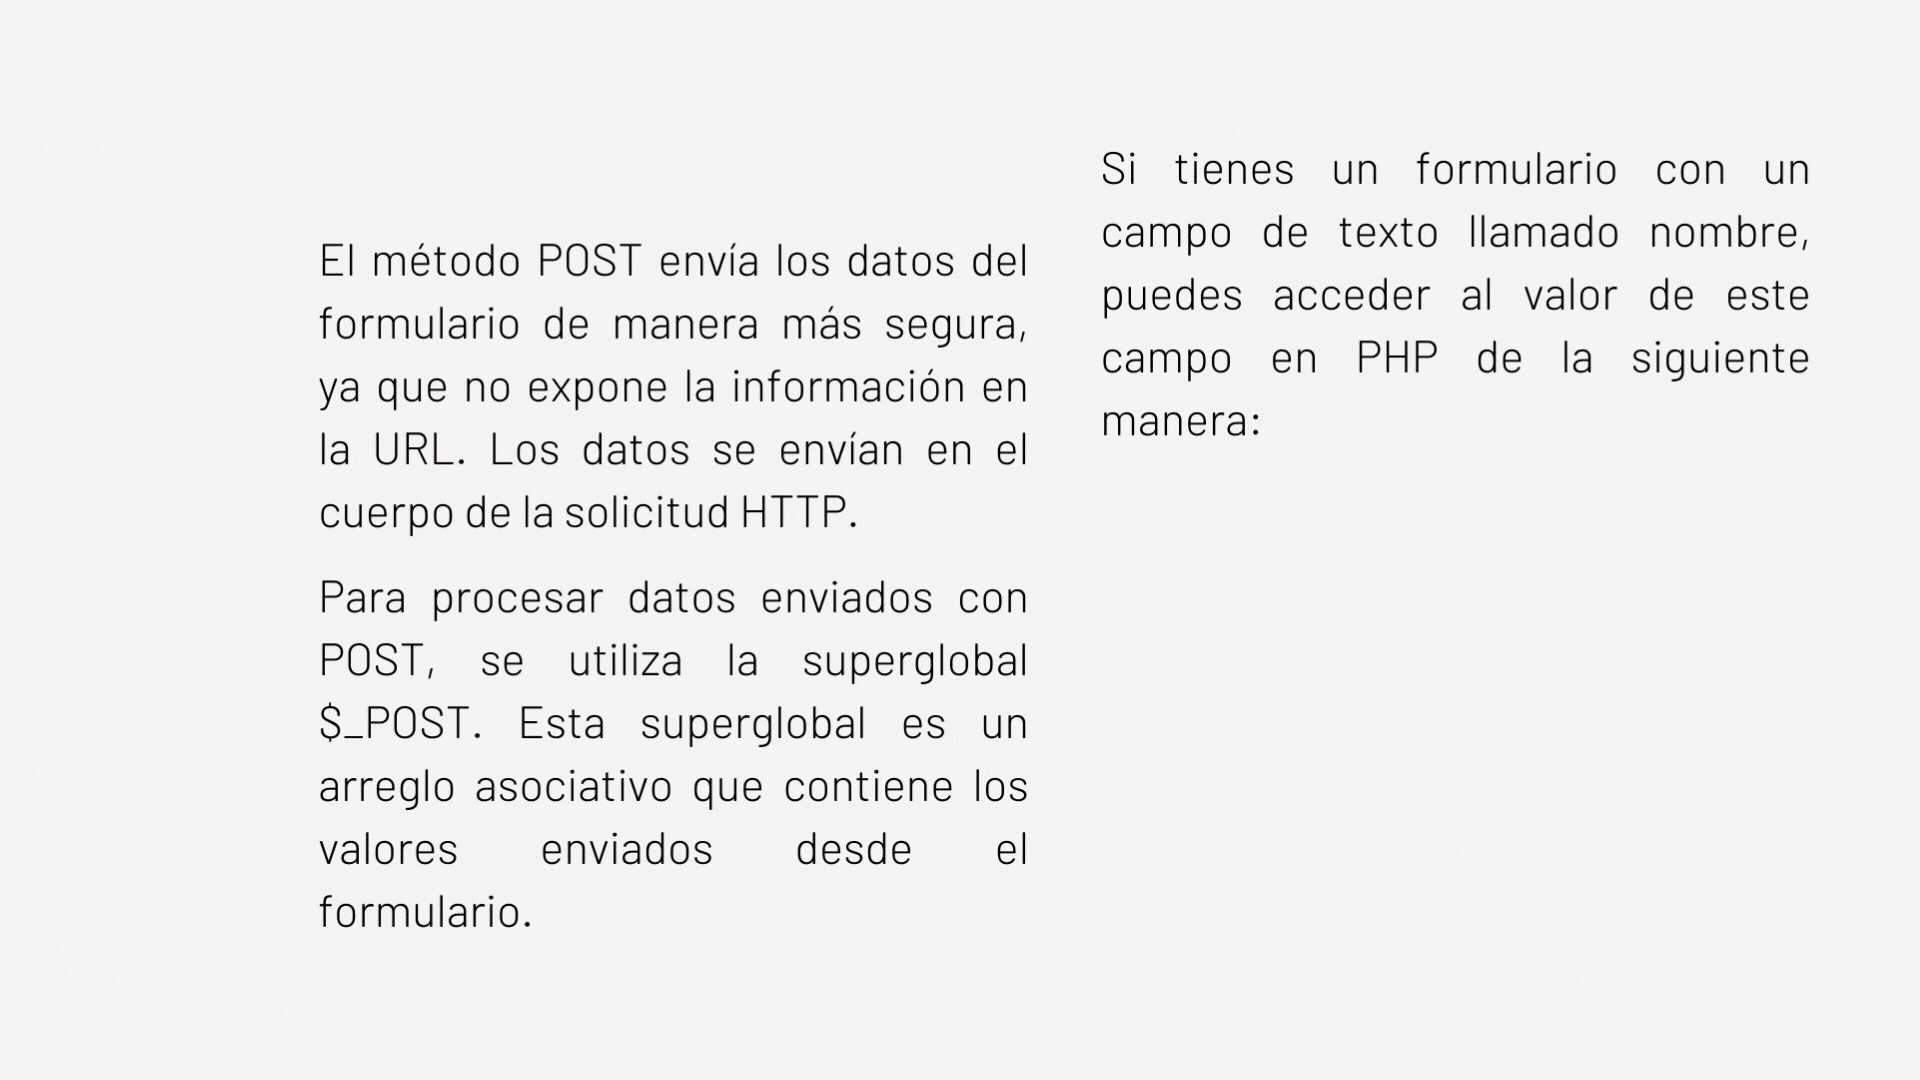 El método POST envía los datos del
formulario de manera más segura,
ya que no expone la información en
la URL. Los datos se envían en el
cuerpo de la solicitud HTTP.
Para procesar datos enviados con
POST, se utiliza la superglobal
$_POST. Esta superglobal es un
arreglo asociativo que contiene los
valores enviados desde el
formulario.
Si tienes un formulario con un
campo de texto llamado nombre,
puedes acceder al valor de este
campo en PHP de la siguiente
manera: